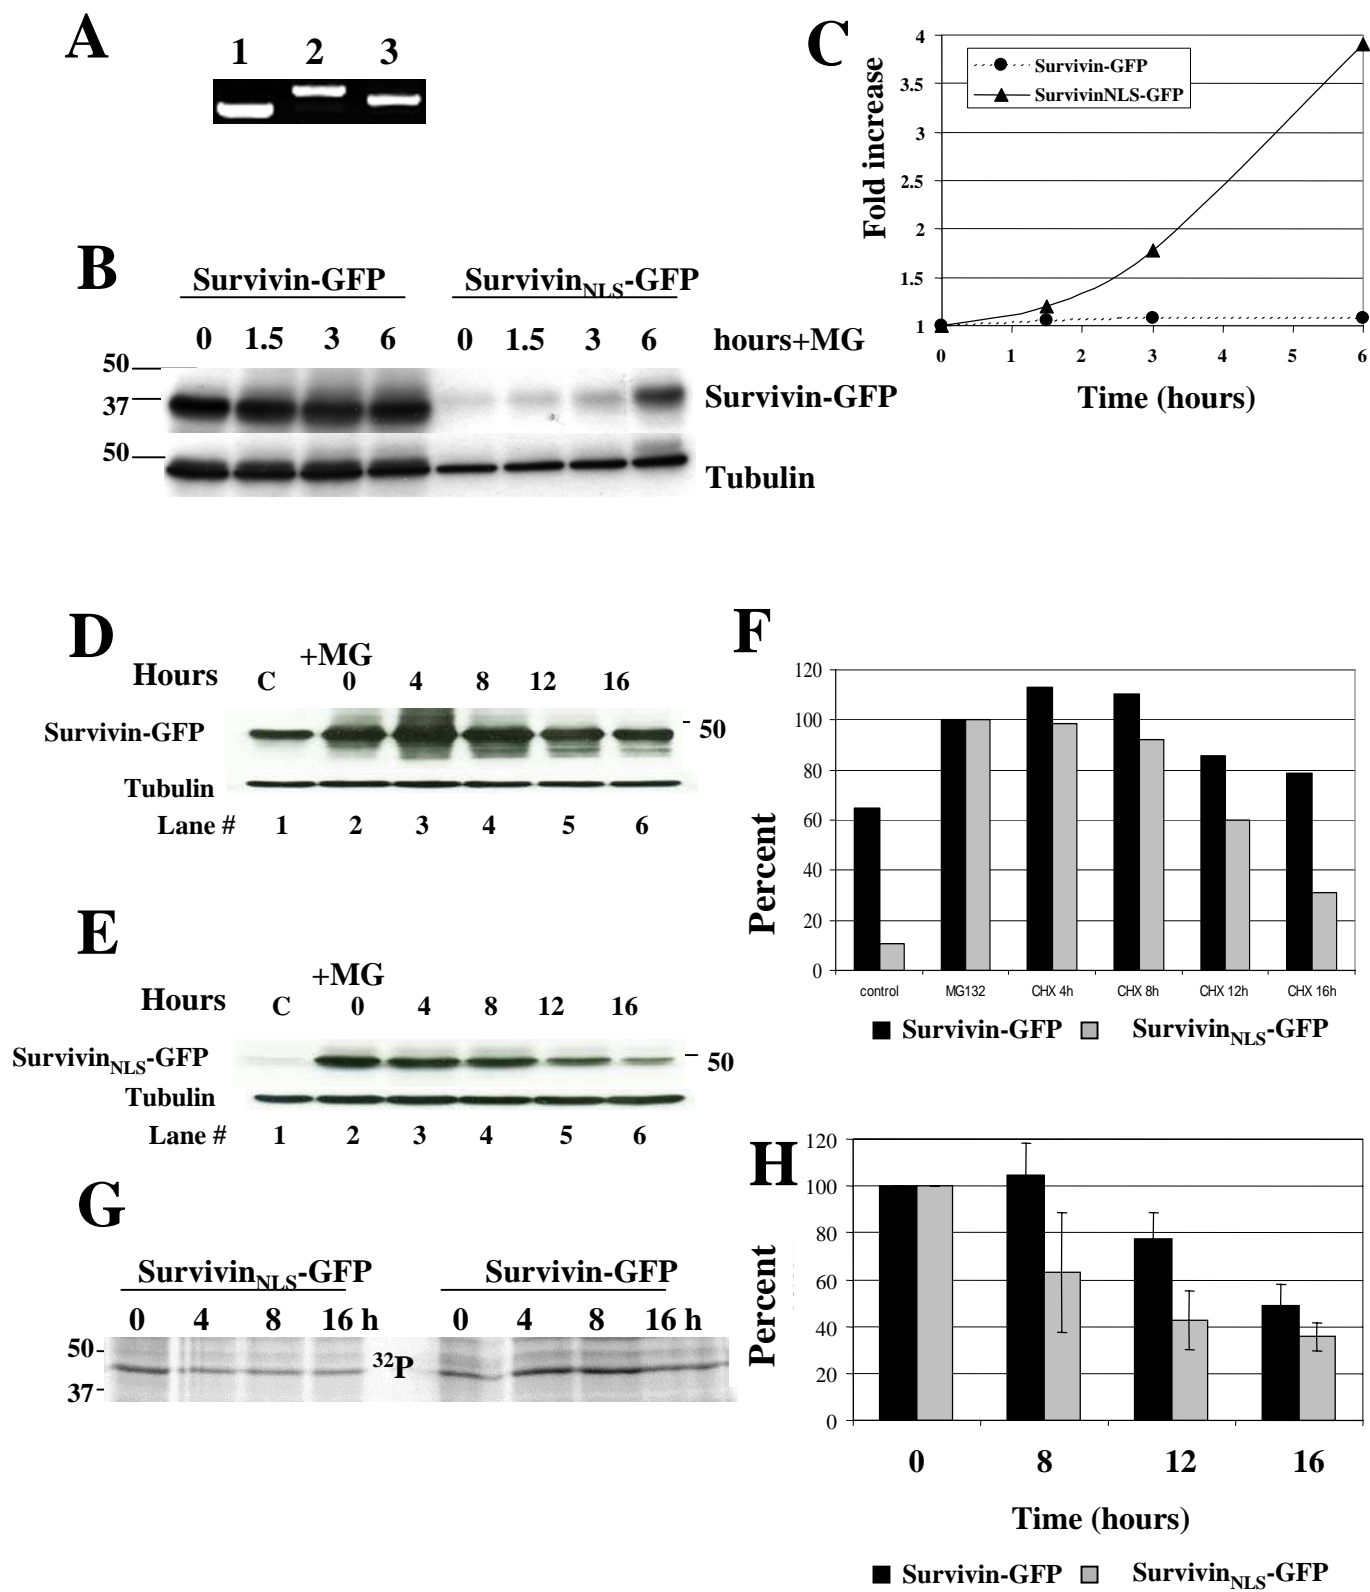 A
1 2 3
B
Survivin-GFP SurvivinNLS-GFP
0 1.5 3 6 0 1.5 3 6 hours+MG
50
37 Survivin-GFP
50
Tubulin
C
Fold increase
4
3.5
3
2.5
2
1.5
1
Survivin-GFP
SurvivinNLS-GFP
0 1 2 3 4 5 6
Time (hours)
D
+MG
Hours C 0 4 8 12 16
Survivin-GFP 50
Tubulin
Lane # 1 2 3 4 5 6
E
+MG
Hours C 0 4 8 12 16
SurvivinNLS-GFP 50
Tubulin
Lane # 1 2 3 4 5 6
F
Percent
120
100
80
60
40
20
0
control MG132 CHX 4h CHX 8h CHX 12h CHX 16h
Survivin-GFP SurvivinNLS-GFP
G
SurvivinNLS-GFP Survivin-GFP
0 4 8 16 h 0 4 8 16 h
50
32P
37
H
Percent
120
100
80
60
40
20
0
0 8 12 16
Time (hours)
Survivin-GFP SurvivinNLS-GFP